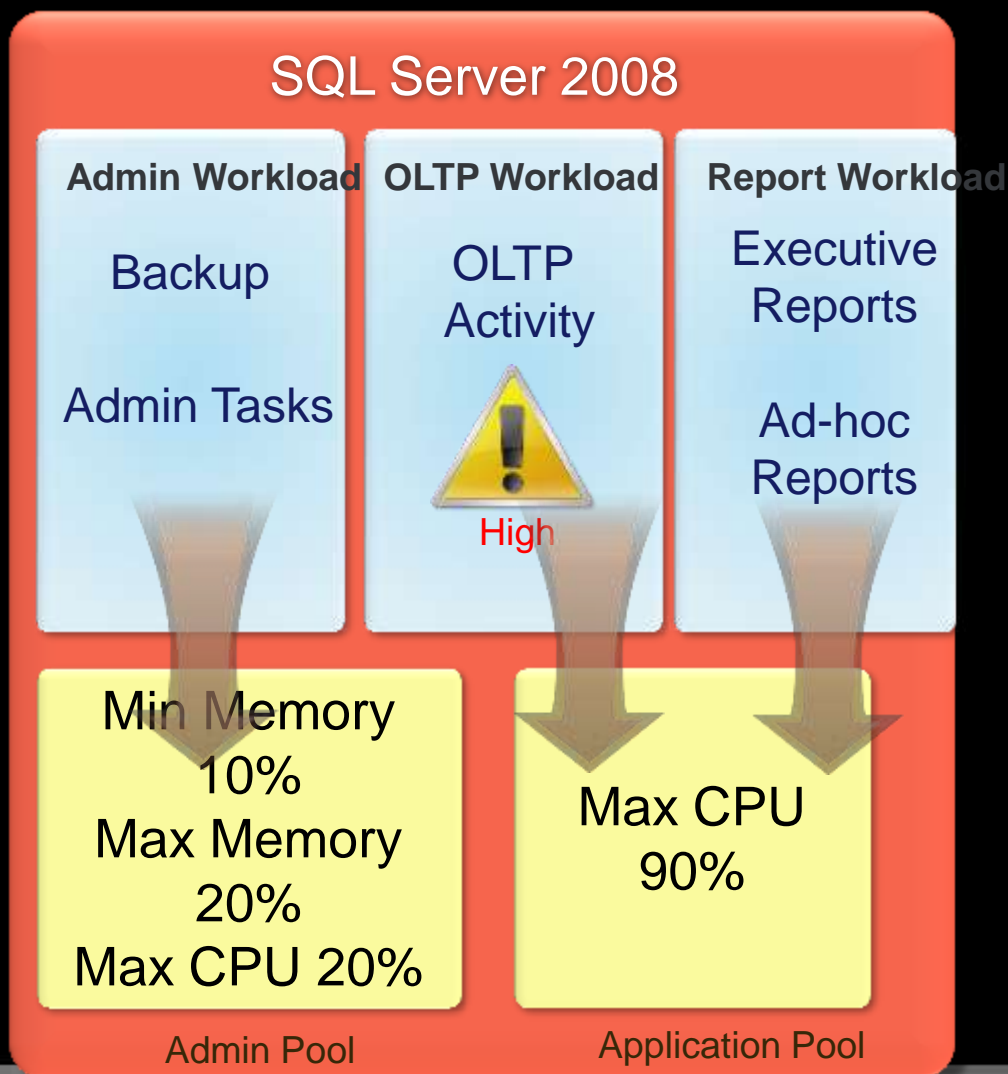 SQL Server 2008
Admin Workload
Backup
Admin Tasks
OLTP Workload
OLTP
Activity
High
Report Workload
Executive
Reports
Ad-hoc
Reports
Min Memory
10%
Max Memory
20%
Max CPU 20%
Admin Pool
Max CPU
90%
Application Pool